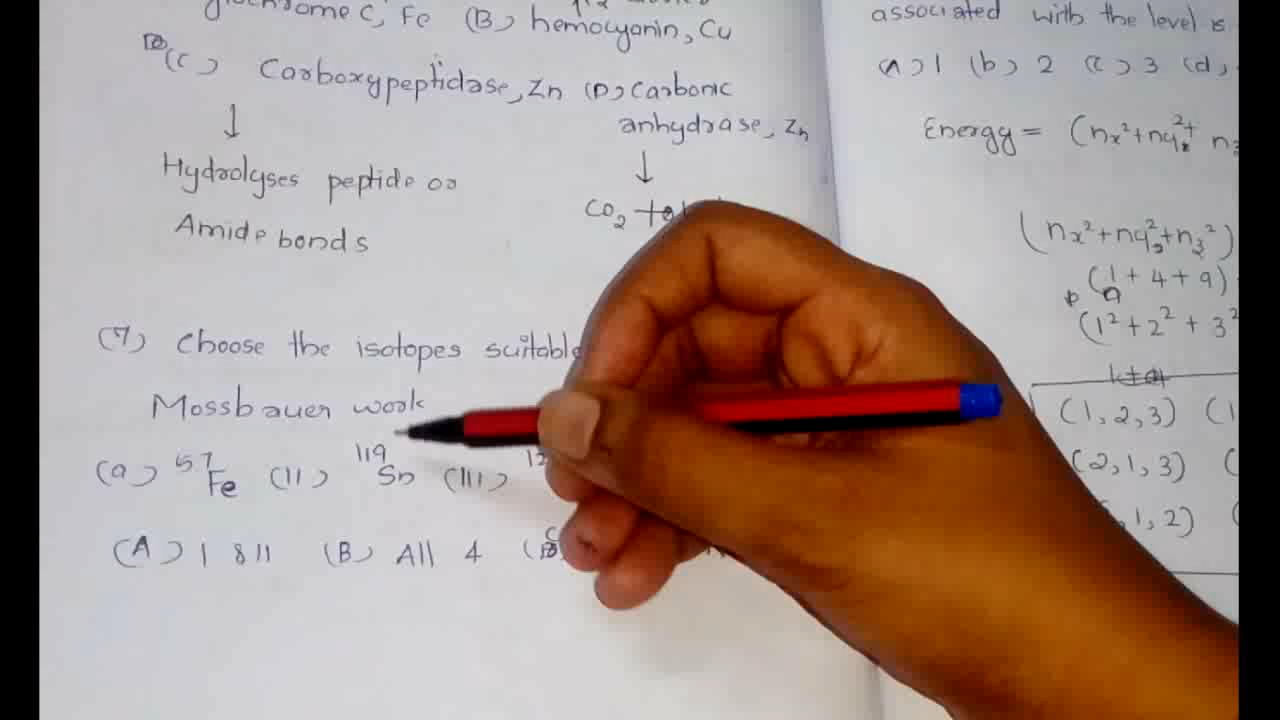 C, Fe (B) hemocyanin, Cu
(C) Carboxypeptidase, Zn (D) Carbonic
anhydrase, Zn
↓ ↓
Hydrolyses peptide or CO2 +
Amide bonds
(7) Choose the isotopes suitable
Mossbauer work
(a) 57Fe (II) 119Sn (III)
(A) I & II (B) All 4
associated with the level is
(A) 1 (b) 2 (c) 3 (d)
Energy = (nx²+ny²+
(nx²+ny²+nz²)
(1 + 4 + 9)
(1² + 2² + 3²
(1, 2, 3) (1
(2, 1, 3) (
, 1, 2) (